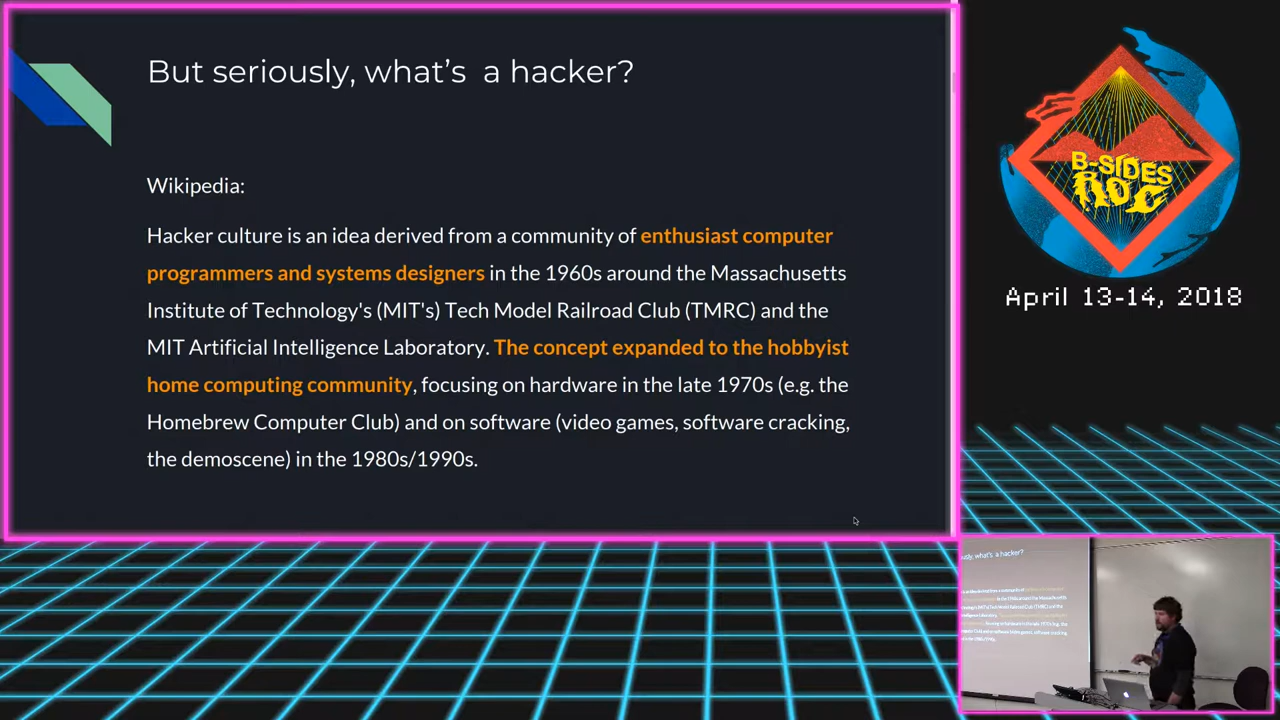 But seriously, what's a hacker?
Wikipedia:
Hacker culture is an idea derived from a community of enthusiast computer
programmers and systems designers in the 1960s around the Massachusetts
Institute of Technology's (MIT's) Tech Model Railroad Club (TMRC) and the
MIT Artificial Intelligence Laboratory. The concept expanded to the hobbyist
home computing community, focusing on hardware in the late 1970s (e.g. the
Homebrew Computer Club) and on software (video games, software cracking,
the demoscene) in the 1980s/1990s.
B-SIDES
ROC
April 13-14, 2018
what's a hacker?